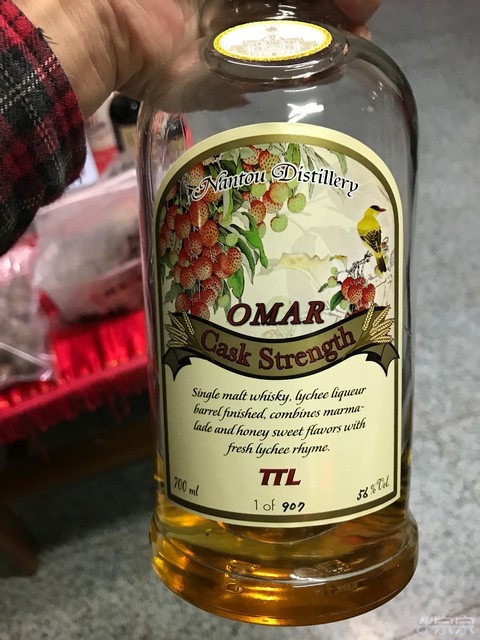 Nantou Distillery
OMAR
Cask Strength
Single malt whisky, lychee liqueur
barrel finished, combines marma-
lade and honey sweet flavors with
fresh lychee rhyme.
TTL
700 ml
56 % Vol.
1 of 907